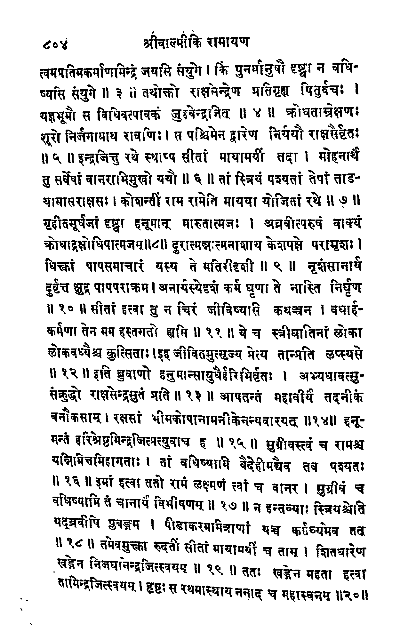 ८०४ श्रीवाल्मीकि रामायण
त्वमप्रतिमकर्माणमिन्द्रं जयसि संयुगे । किं पुनर्मानुषौ दृष्ट्वा न वधि-
ष्यसि संयुगे ॥ ३ ॥ तथोक्तो राक्षसेन्द्रेण प्रतिगृह्य पितुर्वचः ।
यज्ञभूमौ स विधिवत्पावकं जुहुवेन्द्रजित् ॥ ४ ॥ क्रोधताम्रेक्षणः
शूरो निर्जगामाथ रावणिः । स पश्चिमेन द्वारेण निर्ययौ राक्षसैर्वृतः
॥ ५ ॥ इन्द्रजित्तु रथे स्थाप्य सीतां मायामयीं तदा । मोहनार्थं
तु सर्वेषां वानराभिमुखो ययौ ॥ ६ ॥ तां स्त्रियं पश्यतां तेषां ताड-
यामास राक्षसः । क्रोशन्तीं राम रामेति मायया योजितां रथे ॥ ७ ॥
गृहीतमूर्धजां दृष्ट्वा हनूमान् मारुतात्मजः । अब्रवीत्परुषं वाक्यं
क्रोधाद्रक्षोधिपात्मजम्॥८॥ दुरात्मन्नात्मनाशाय केशपक्षे परामृशः ।
धिक्त्वां पापसमाचारं यस्य ते मतिरीदृशी ॥ ९ ॥ नृशंसानार्य
दुर्वृत्त क्षुद्र पापपराक्रम । अनार्यस्येदृशं कर्म घृणा ते नास्ति निर्घृण
॥ १० ॥ सीतां हत्वा तु न चिरं जीविष्यसि कथञ्चन । वधार्ह-
कर्मणा तेन मम हस्तगतो ह्यसि ॥ ११ ॥ ये च स्त्रीघातिनां लोका
लोकवध्यैश्च कुत्सिताः । इह जीवितमुत्सृज्य प्रेत्य तान्प्रति लप्स्यसे
॥ १२ ॥ इति ब्रुवाणो हनुमान्सायुधैर्हरिभिर्वृतः । अभ्यधावत्सु-
संक्रुद्धो राक्षसेन्द्रसुतं प्रति ॥ १३ ॥ आपतन्तं महावीर्यं तदनीकं
वनौकसाम् । रक्षसां भीमकोपानामनीकेनन्यवारयत् ॥१४॥ हनू-
मन्तं हरिश्रेष्ठमिन्द्रजित्प्रत्युवाच ह ॥ १५ ॥ सुग्रीवस्त्वं च रामश्च
यन्निमित्तमिहागताः । तां वधिष्यामि वैदेहीमद्यैव तव पश्यतः
॥ १६ ॥ इमां हत्वा ततो रामं लक्ष्मणं त्वां च वानर । सुग्रीवं च
वधिष्यामि तं चानार्यं विभीषणम् ॥ १७ ॥ न हन्तव्याः स्त्रियश्चेति
यद्ब्रवीषि प्लवङ्गम । पीडाकरममित्राणां यच्च कर्तव्यमेव तत्
॥ १८ ॥ तमेवमुक्त्वा रुदतीं सीतां मायामयीं च ताम् । शितधारेण
खड्गेन निजघानेन्द्रजित्स्वयम् ॥ १९ ॥ ततः खड्गेन महता हत्वा
तामिन्द्रजित्स्वयम् । हृष्टः स रथमास्थाय ननाद च महास्वनम् ॥२०॥